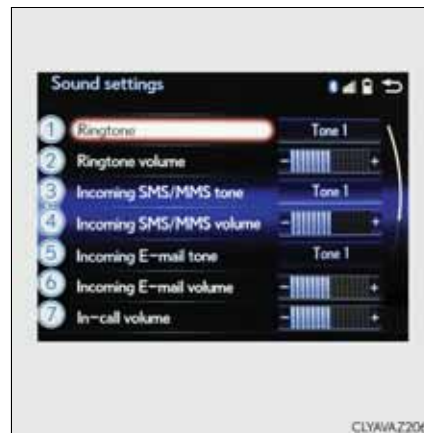 Sound settings
1 Ringtone Tone 1
2 Ringtone volume - +
3 Incoming SMS/MMS tone Tone 1
4 Incoming SMS/MMS volume - +
5 Incoming E-mail tone Tone 1
6 Incoming E-mail volume - +
7 In-call volume - +
CLYAVAZ206